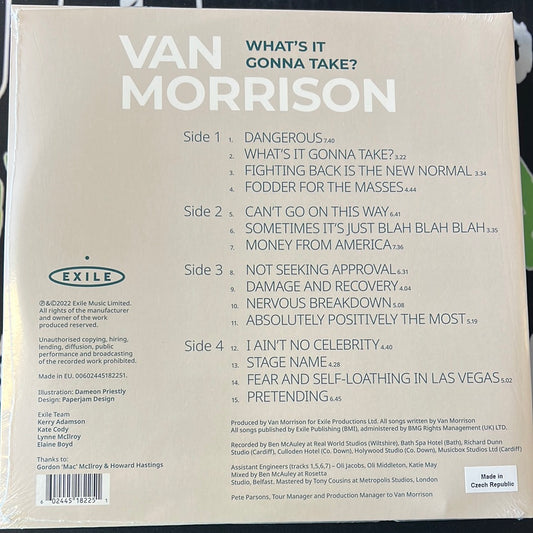 VAN
MORRISON
WHAT'S IT
GONNA TAKE?
Side 1
1. DANGEROUS 7.40
2. WHAT'S IT GONNA TAKE? 3.22
3. FIGHTING BACK IS THE NEW NORMAL 3.34
4. FODDER FOR THE MASSES 4.44
Side 2
5. CAN'T GO ON THIS WAY 6.41
6. SOMETIMES IT'S JUST BLAH BLAH BLAH 3.35
7. MONEY FROM AMERICA 7.36
Side 3
8. NOT SEEKING APPROVAL 6.31
9. DAMAGE AND RECOVERY 4.04
10. NERVOUS BREAKDOWN 5.08
11. ABSOLUTELY POSITIVELY THE MOST 5.19
Side 4
12. I AIN'T NO CELEBRITY 4.40
13. STAGE NAME 4.28
14. FEAR AND SELF-LOATHING IN LAS VEGAS 5.02
15. PRETENDING 6.45
EXILE
℗&©2022 Exile Music Limited.
All rights of the manufacturer
and owner of the work
produced reserved.
Unauthorised copying, hiring,
lending, diffusion, public
performance and broadcasting
of the recorded work prohibited.
Made in EU. 00602445182251.
Illustration: Dameon Priestly
Design: Paperjam Design
Exile Team
Kerry Adamson
Kate Cody
Lynne McIlroy
Elaine Boyd
Thanks to:
Gordon 'Mac' McIlroy & Howard Hastings
6 02445 18225 1
Produced by Van Morrison for Exile Productions Ltd. All songs written by Van Morrison
All songs published by Exile Publishing (BMI), administered by BMG Rights Management (UK) LTD.
Recorded by Ben McAuley at Real World Studios (Wiltshire), Bath Spa Hotel (Bath), Richard Dunn
Studio (Cardiff), Culloden Hotel (Co. Down), Holywood Studio (Co. Down), Musicbox Studios Ltd (Cardiff)
Assistant Engineers (tracks 1,5,6,7) – Oli Jacobs, Oli Middleton, Katie May
Mixed by Ben McAuley at Rosetta
Studio, Belfast. Mastered by Tony Cousins at Metropolis Studios, London
Pete Parsons, Tour Manager and Production Manager to Van Morrison
Made in
Czech Republic